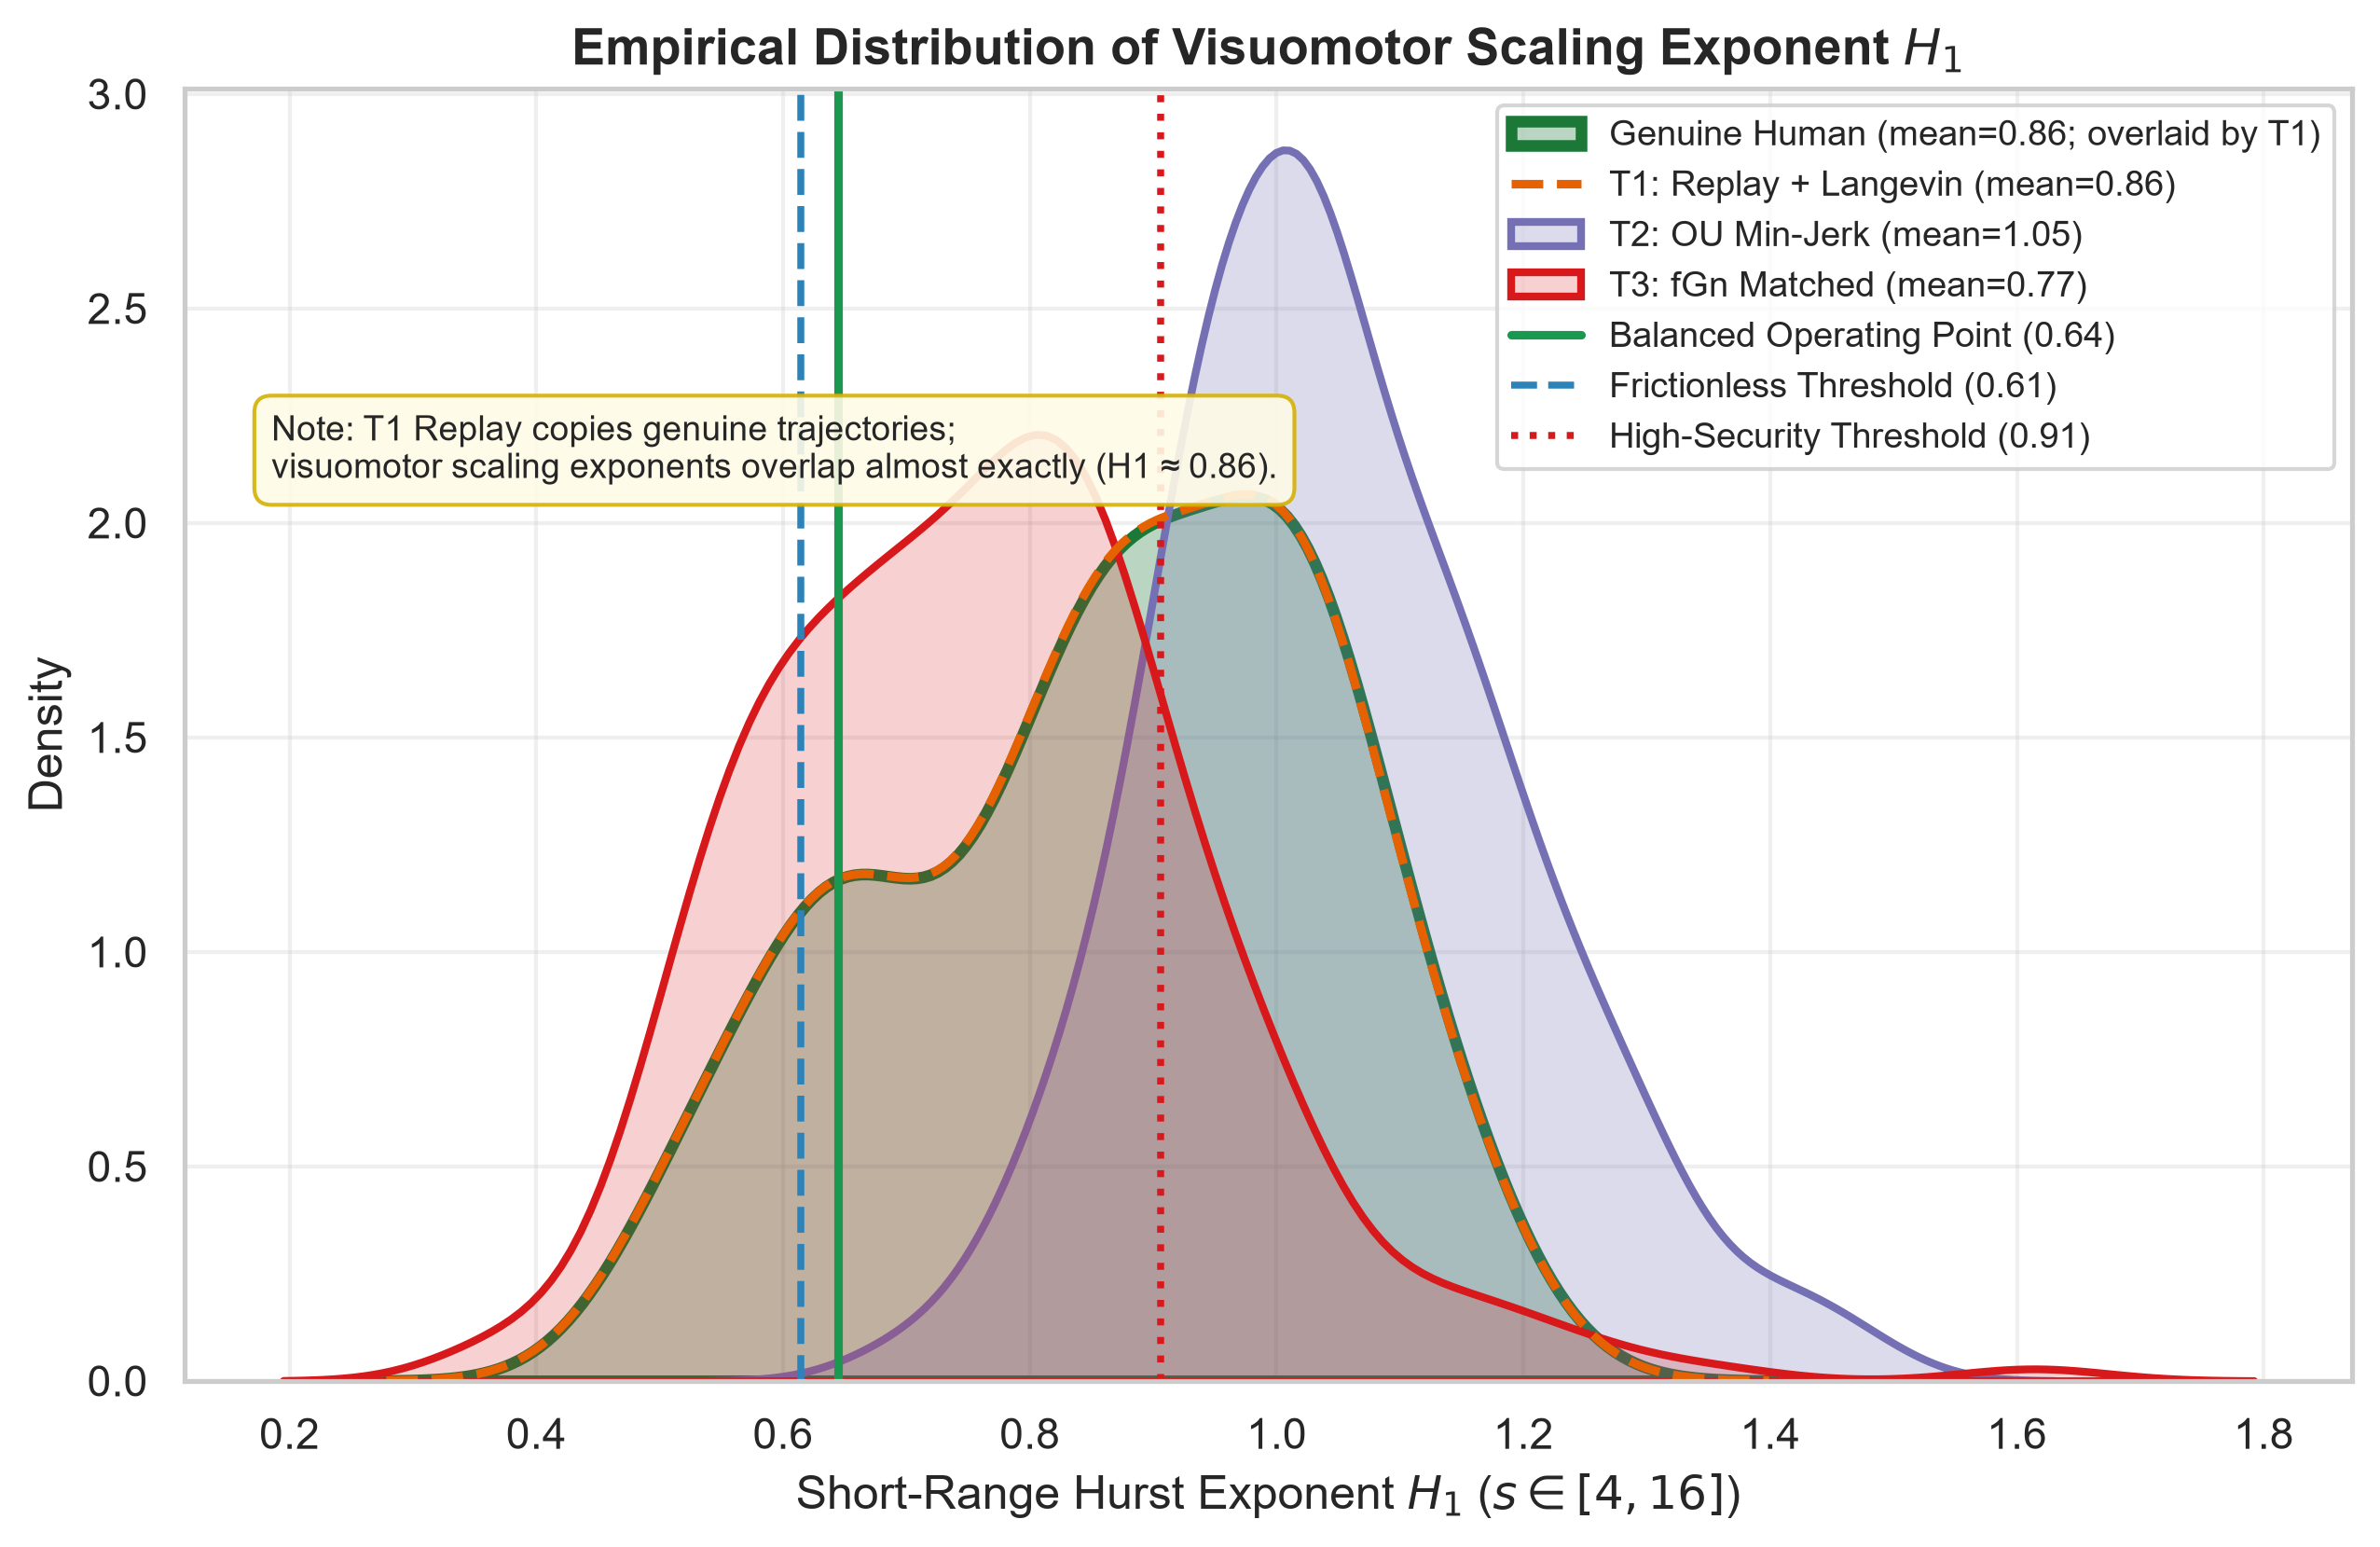 Empirical Distribution of Visuomotor Scaling Exponent H₁
3.0
2.5
2.0
1.5
1.0
0.5
0.0
Density
Genuine Human (mean=0.86; overlaid by T1)
T1: Replay + Langevin (mean=0.86)
T2: OU Min-Jerk (mean=1.05)
T3: fGn Matched (mean=0.77)
Balanced Operating Point (0.64)
Frictionless Threshold (0.61)
High-Security Threshold (0.91)
Note: T1 Replay copies genuine trajectories;
visuomotor scaling exponents overlap almost exactly (H1 ≈ 0.86).
0.2 0.4 0.6 0.8 1.0 1.2 1.4 1.6 1.8
Short-Range Hurst Exponent H₁ (s ∈ [4, 16])